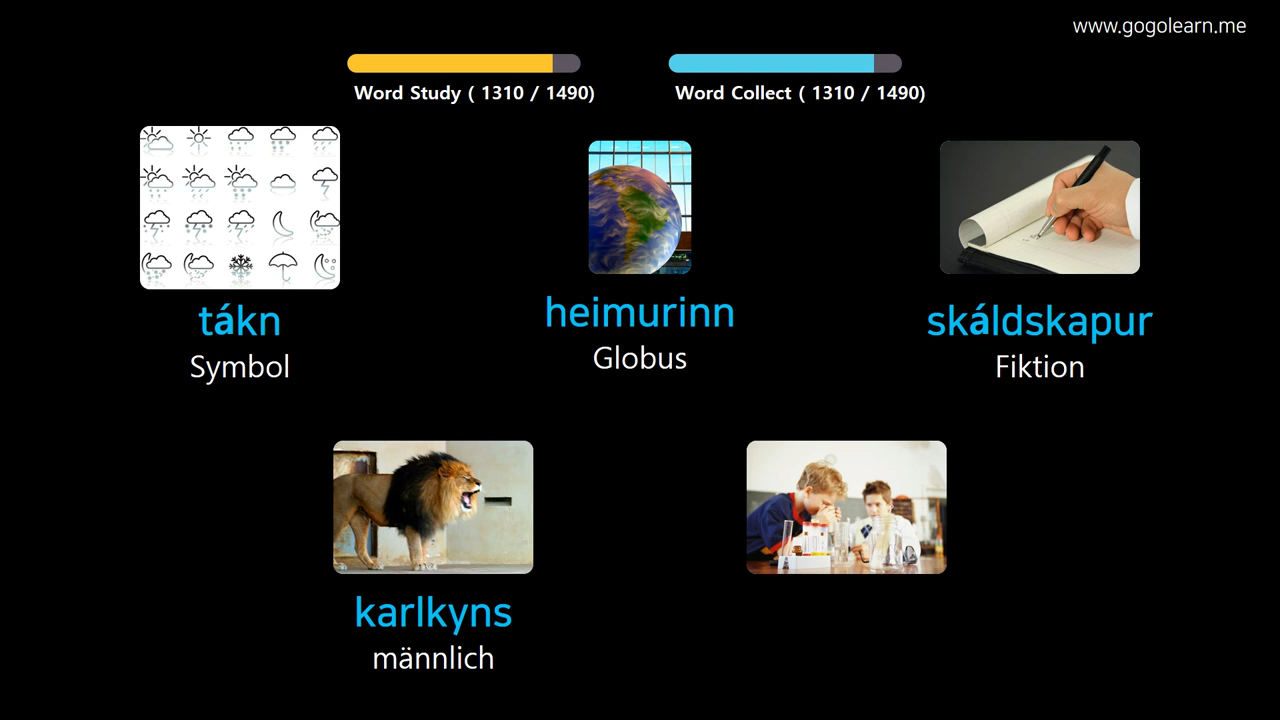 www.gogolearn.me
Word Study ( 1310 / 1490)
Word Collect ( 1310 / 1490)
tákn
Symbol
heimurinn
Globus
skáldskapur
Fiktion
karlkyns
männlich